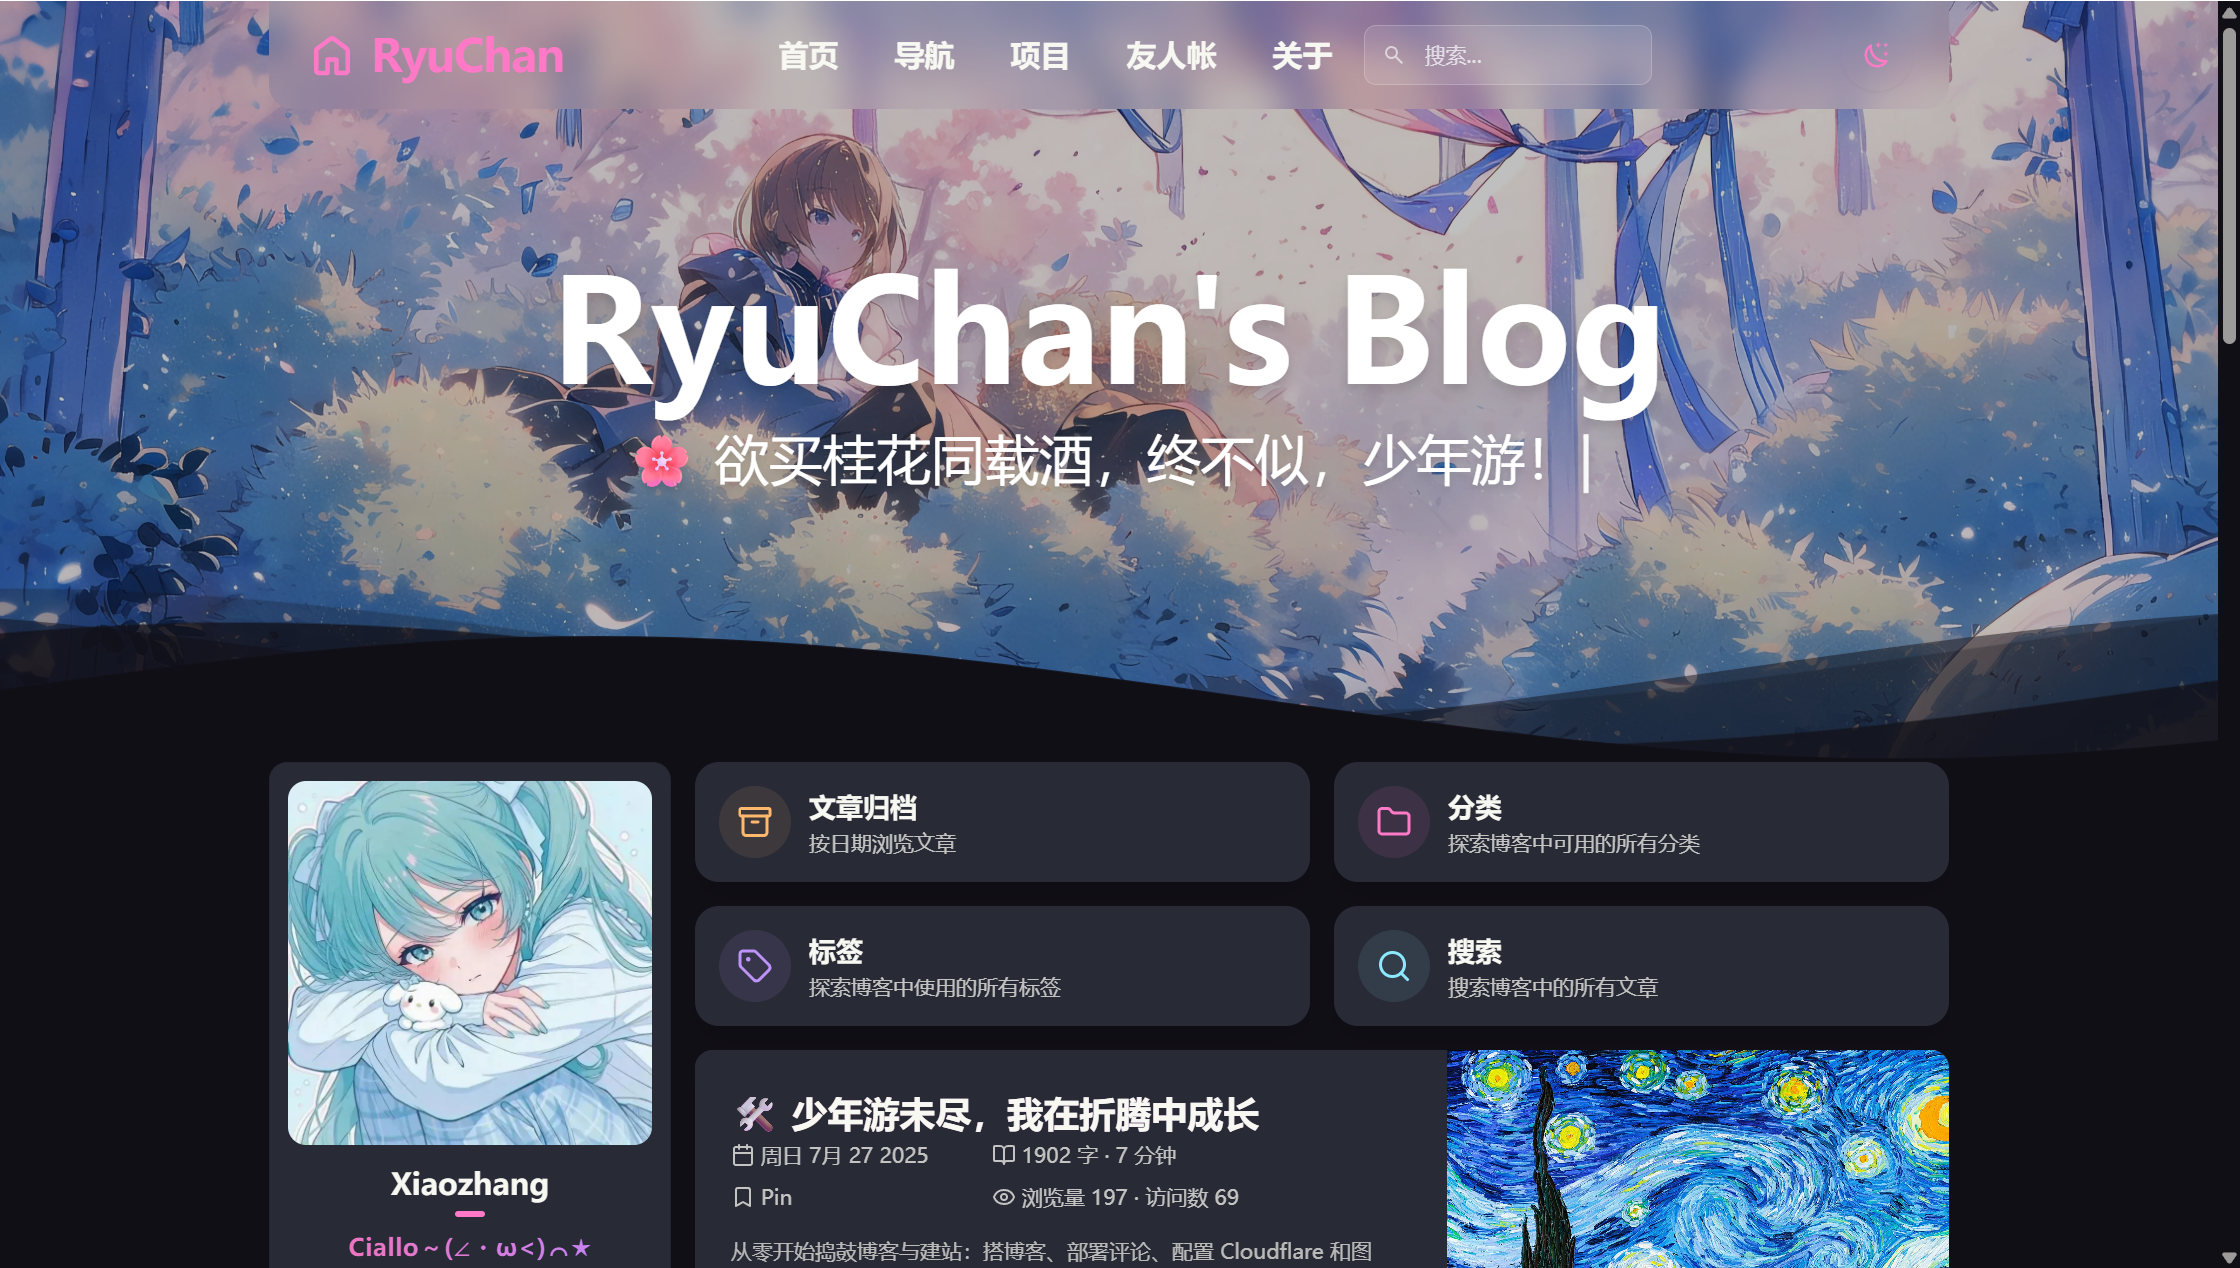 RyuChan
首页 导航 项目 友人帐 关于 搜索...
RyuChan's Blog
🌸 欲买桂花同载酒，终不似，少年游！|
文章归档
按日期浏览文章
分类
探索博客中可用的所有分类
标签
探索博客中使用的所有标签
搜索
搜索博客中的所有文章
Xiaozhang
Ciallo～(∠・ω<)⌒★
🛠️ 少年游未尽，我在折腾中成长
周日 7月 27 2025
1902 字 · 7 分钟
Pin
浏览量 197 · 访问数 69
从零开始捣鼓博客与建站：搭博客、部署评论、配置 Cloudflare 和图